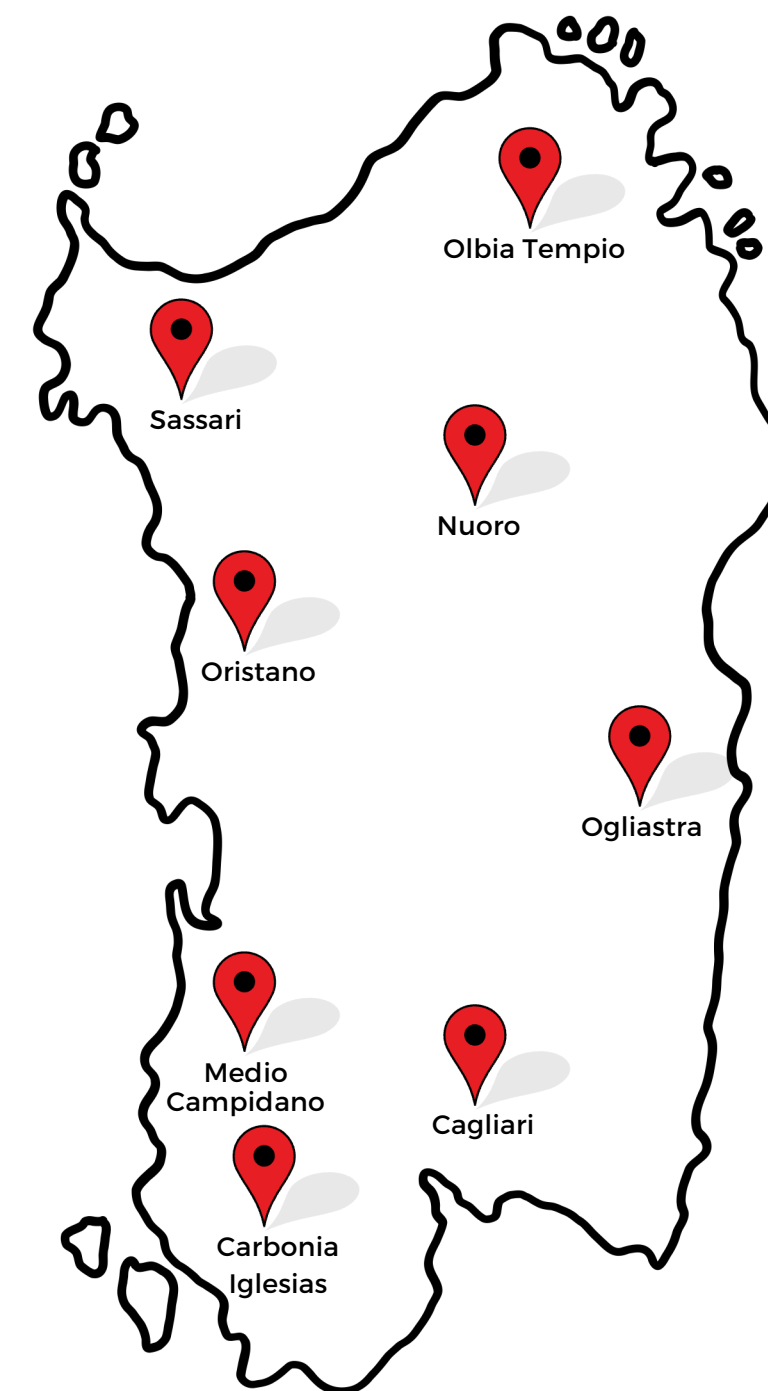 Olbia Tempio
Sassari
Nuoro
Oristano
Ogliastra
Medio
Campidano
Cagliari
Carbonia
Iglesias